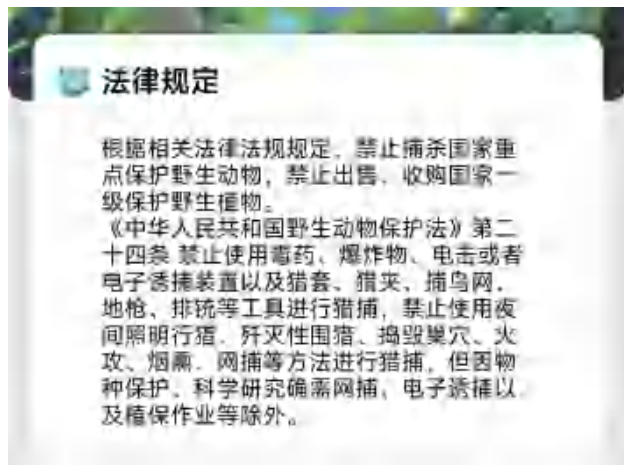 法律规定
根据相关法律法规规定，禁止捕杀国家重
点保护野生动物，禁止出售、收购国家一
级保护野生植物。
《中华人民共和国野生动物保护法》第二
十四条 禁止使用毒药、爆炸物、电击或者
电子诱捕装置以及猎套、猎夹、捕鸟网、
地枪、排铳等工具进行猎捕，禁止使用夜
间照明行猎、歼灭性围猎、捣毁巢穴、火
攻、烟熏、网捕等方法进行猎捕，但因物
种保护、科学研究确需网捕、电子诱捕以
及植保作业等除外。